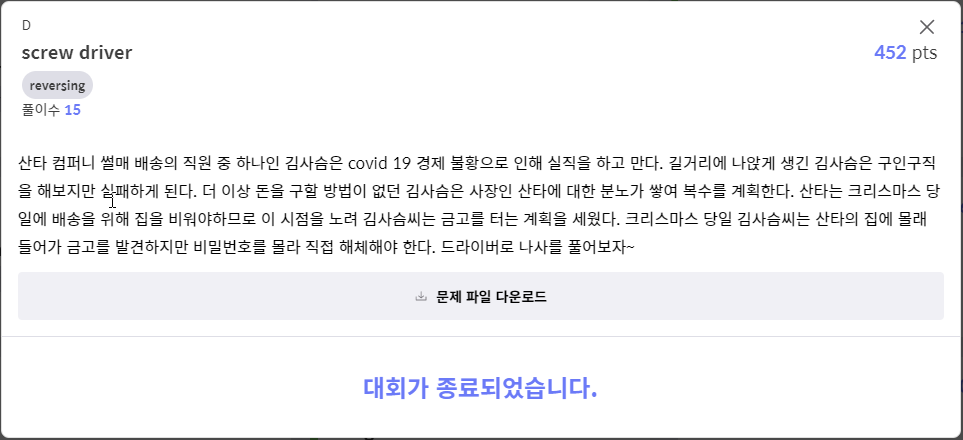 D
screw driver
452 pts
reversing
풀이수 15
산타 컴퍼니 썰매 배송의 직원 중 하나인 김사슴은 covid 19 경제 불황으로 인해 실직을 하고 만다. 길거리에 나앉게 생긴 김사슴은 구인구직
을 해보지만 실패하게 된다. 더 이상 돈을 구할 방법이 없던 김사슴은 사장인 산타에 대한 분노가 쌓여 복수를 계획한다. 산타는 크리스마스 당
일에 배송을 위해 집을 비워야하므로 이 시점을 노려 김사슴씨는 금고를 터는 계획을 세웠다. 크리스마스 당일 김사슴씨는 산타의 집에 몰래
들어가 금고를 발견하지만 비밀번호를 몰라 직접 해체해야 한다. 드라이버로 나사를 풀어보자~
문제 파일 다운로드
대회가 종료되었습니다.